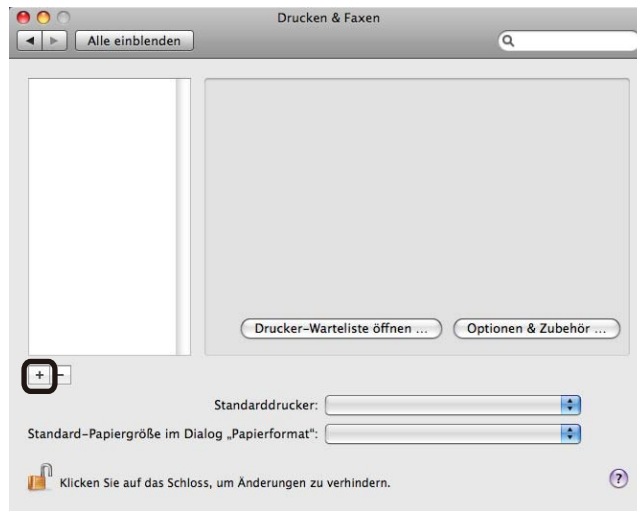 Drucken & Faxen
Alle einblenden
Drucker-Warteliste öffnen ... Optionen & Zubehör ...
+ −
Standarddrucker:
Standard-Papiergröße im Dialog „Papierformat“:
Klicken Sie auf das Schloss, um Änderungen zu verhindern. ?